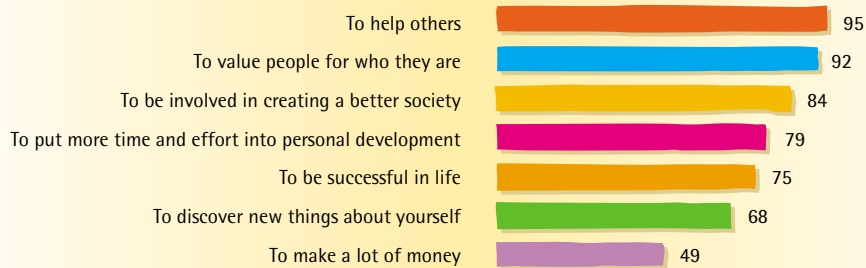 To help others 95
To value people for who they are 92
To be involved in creating a better society 84
To put more time and effort into personal development 79
To be successful in life 75
To discover new things about yourself 68
To make a lot of money 49